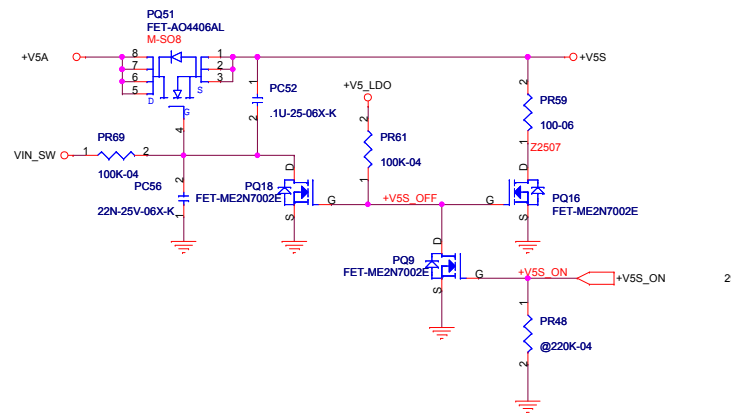 PQ51
FET-AO4406AL
M-SO8
+V5A
8
7
6
5
D
S
G
1
2
3
4
+V5S
1
PC52
.1U-25-06X-K
2
+V5_LDO
2
PR61
100K-04
1
2
PR59
100-06
1
Z2507
VIN_SW
1
PR69
2
100K-04
PC56
2
22N-25V-06X-K
1
PQ18
FET-ME2N7002E
D
G
S
+V5S_OFF
D
G
S
PQ16
FET-ME2N7002E
PQ9
FET-ME2N7002E
D
G
S
+V5S_ON
+V5S_ON
2
1
PR48
@220K-04
2